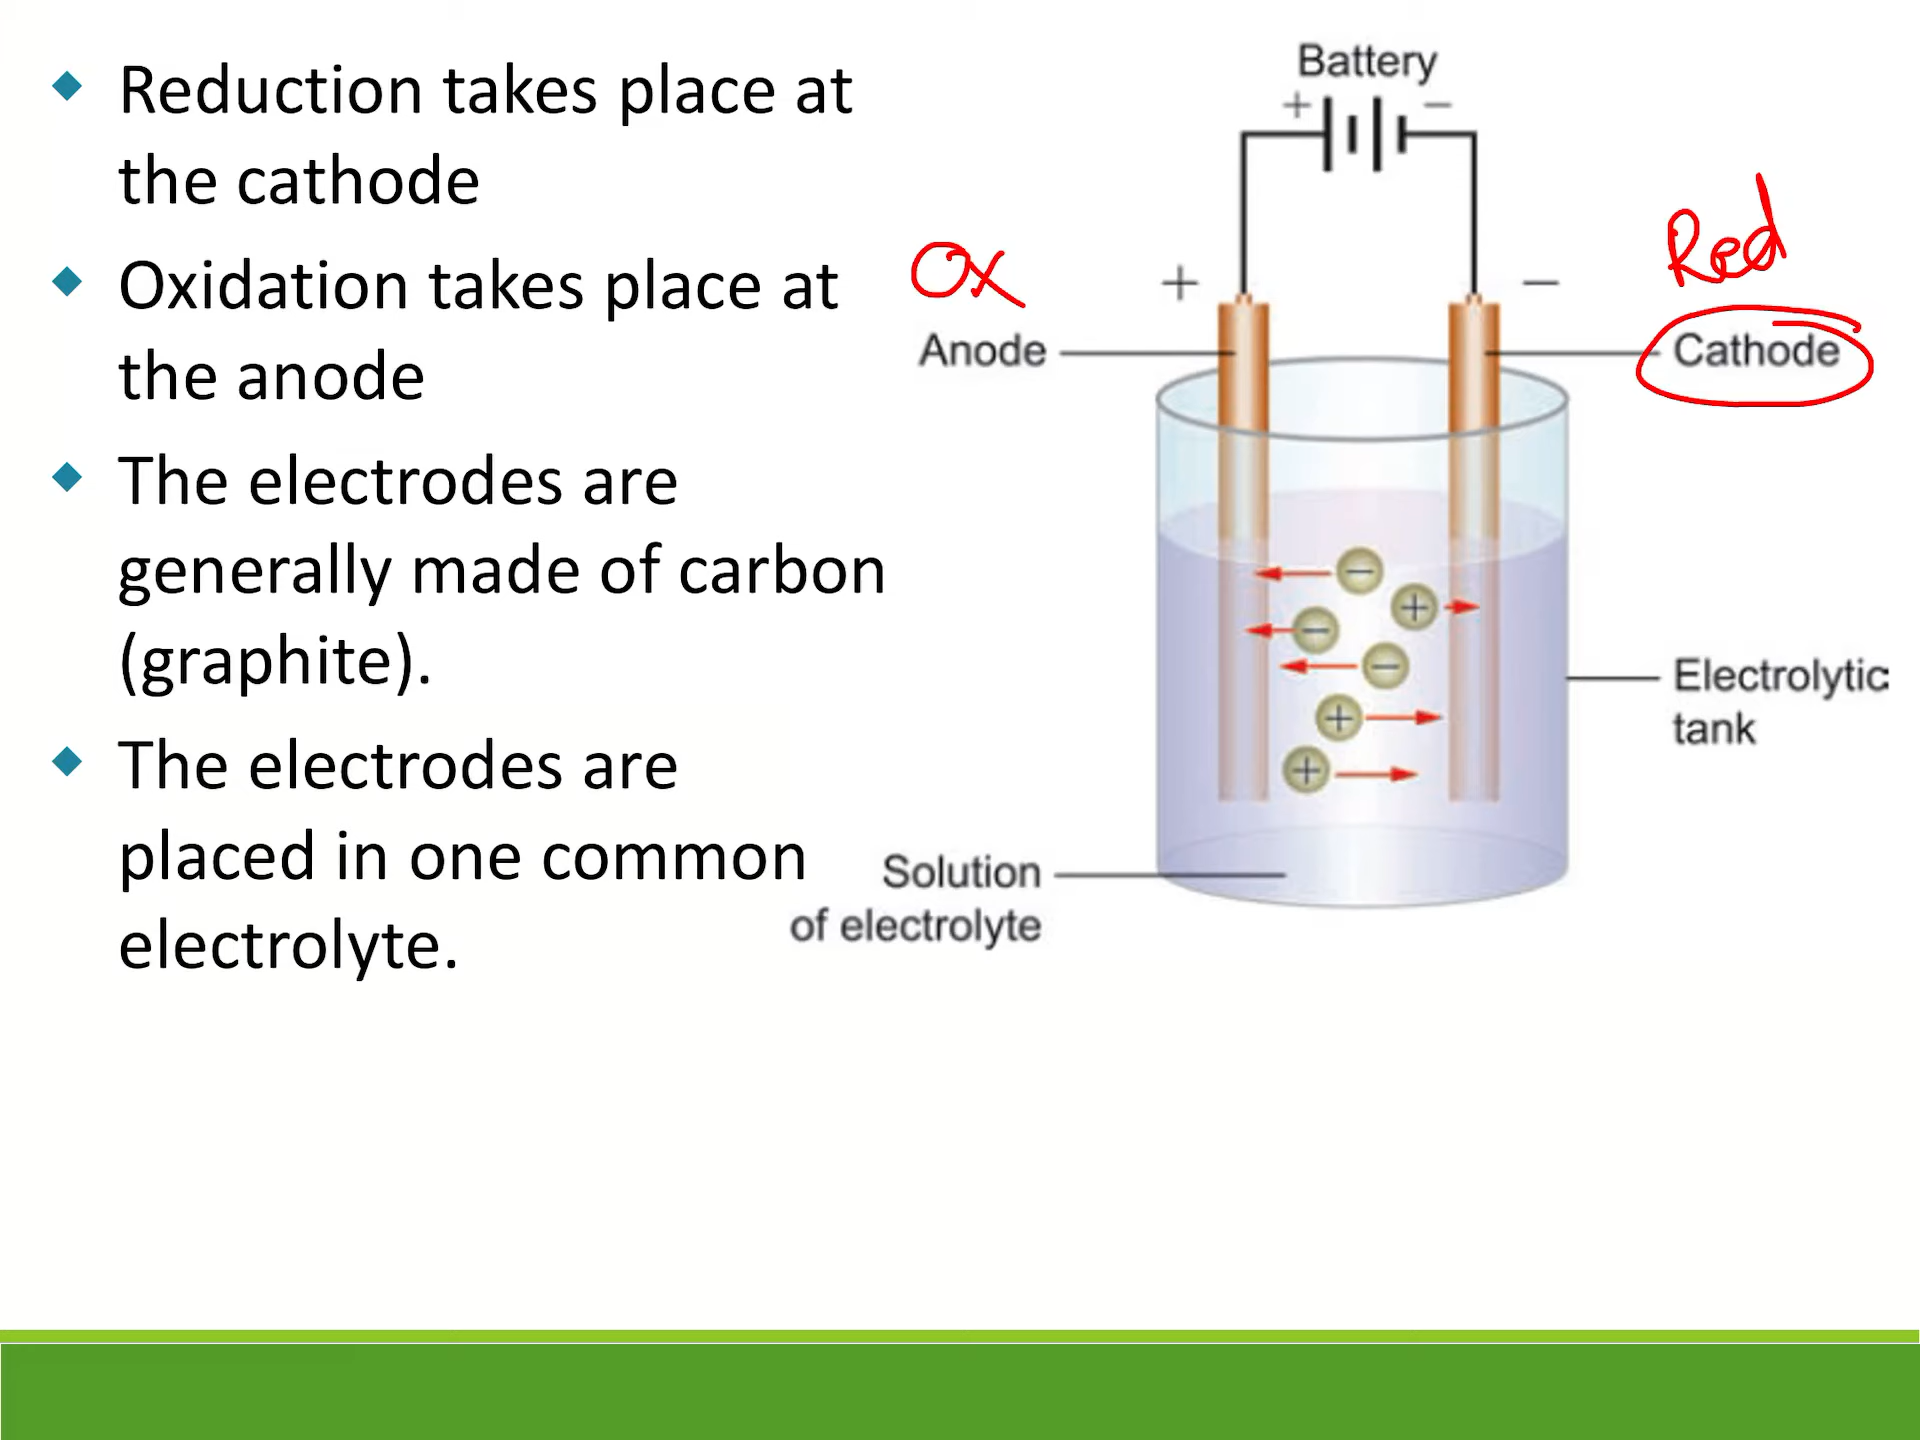 Reduction takes place at
the cathode
Oxidation takes place at
the anode
The electrodes are
generally made of carbon
(graphite).
The electrodes are
placed in one common
electrolyte.
Battery
+ −
Ox
Red
+ −
Anode
Cathode
−
+
−
−
+
+
Electrolytic
tank
Solution
of electrolyte